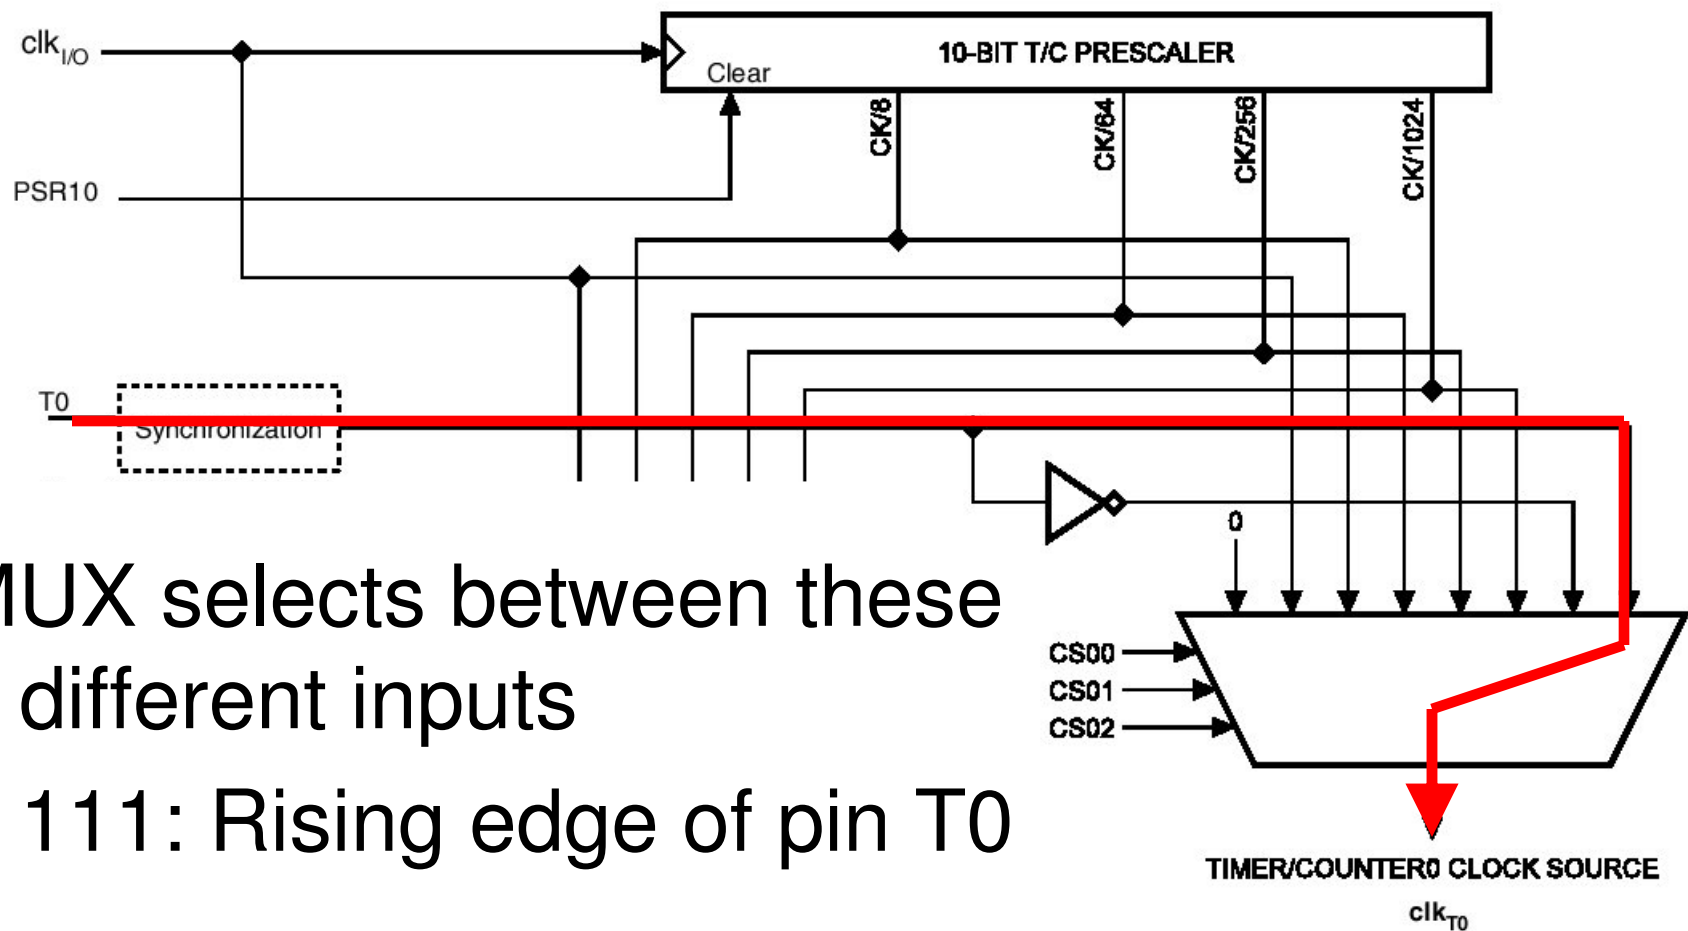 clkI/O
10-BIT T/C PRESCALER
Clear
CK/8
CK/64
CK/256
CK/1024
PSR10
T0
Synchronization
0
MUX selects between these
different inputs
CS00
CS01
CS02
111: Rising edge of pin T0
TIMER/COUNTER0 CLOCK SOURCE
clkT0